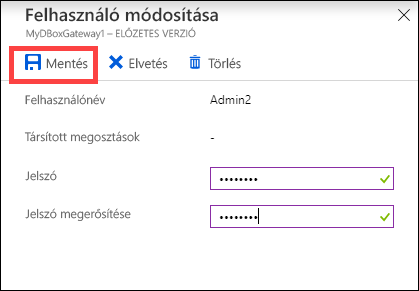 Felhasználó módosítása
MyDBoxGateway1 – ELŐZETES VERZIÓ
Mentés Elvetés Törlés
Felhasználónév Admin2
Társított megosztások -
Jelszó ••••••••
Jelszó megerősítése ••••••••